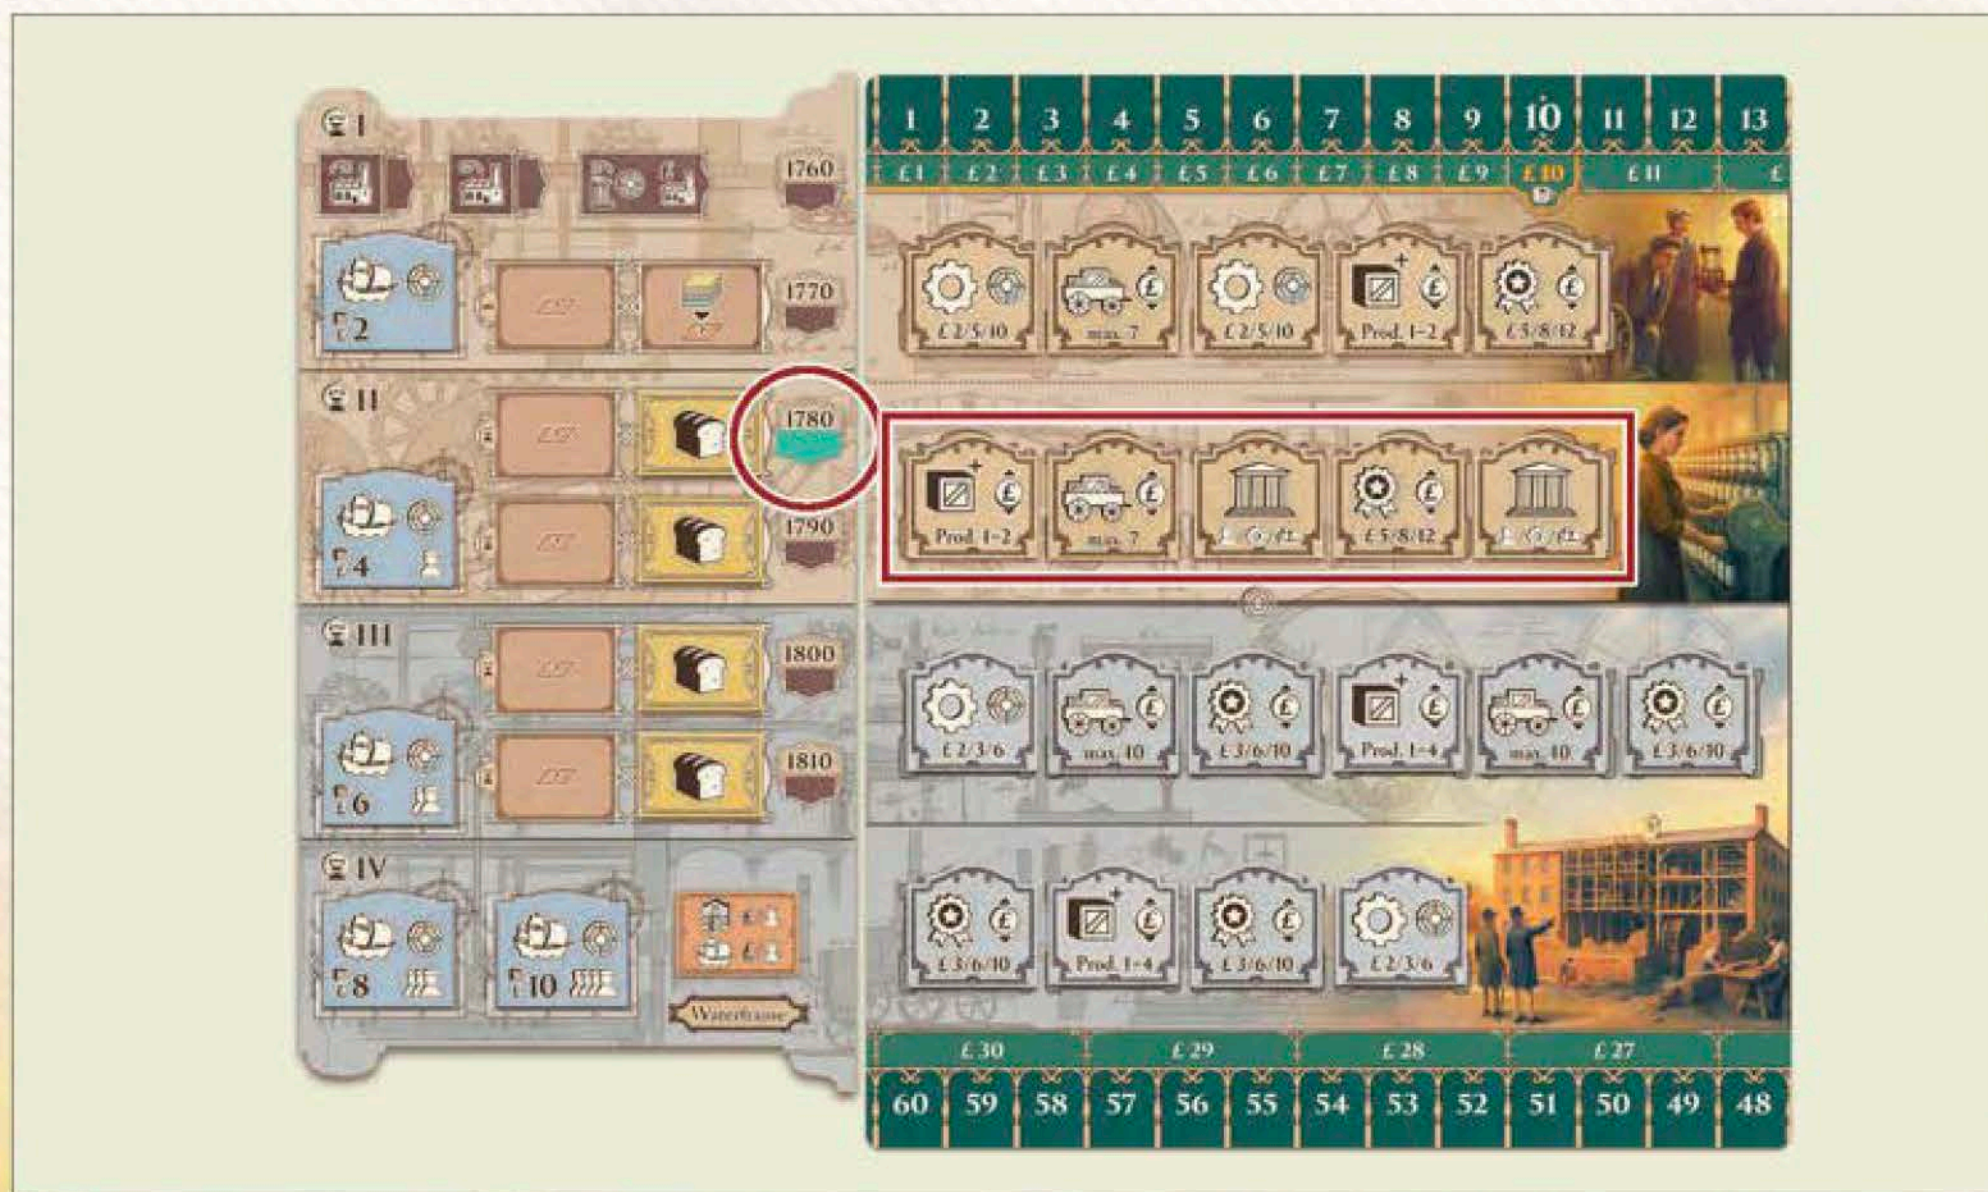 I
1760
2
1770
II
1780
4
1790
III
1800
6
1810
IV
8
10
£ £
Waterframe
1 2 3 4 5 6 7 8 9 10 11 12 13
£1 £2 £3 £4 £5 £6 £7 £8 £9 £10 £11 £
£ £ £
£2/5/10 max. 7 £2/5/10 Prod. 1-2 £5/8/12
£ £ £
Prod. 1-2 max. 7 £5/8/12
£ £ £ £ £
£2/3/6 max. 10 £3/6/10 Prod. 1-4 max. 10 £3/6/10
£ £ £
£3/6/10 Prod. 1-4 £3/6/10 £2/3/6
£30 £29 £28 £27
60 59 58 57 56 55 54 53 52 51 50 49 48